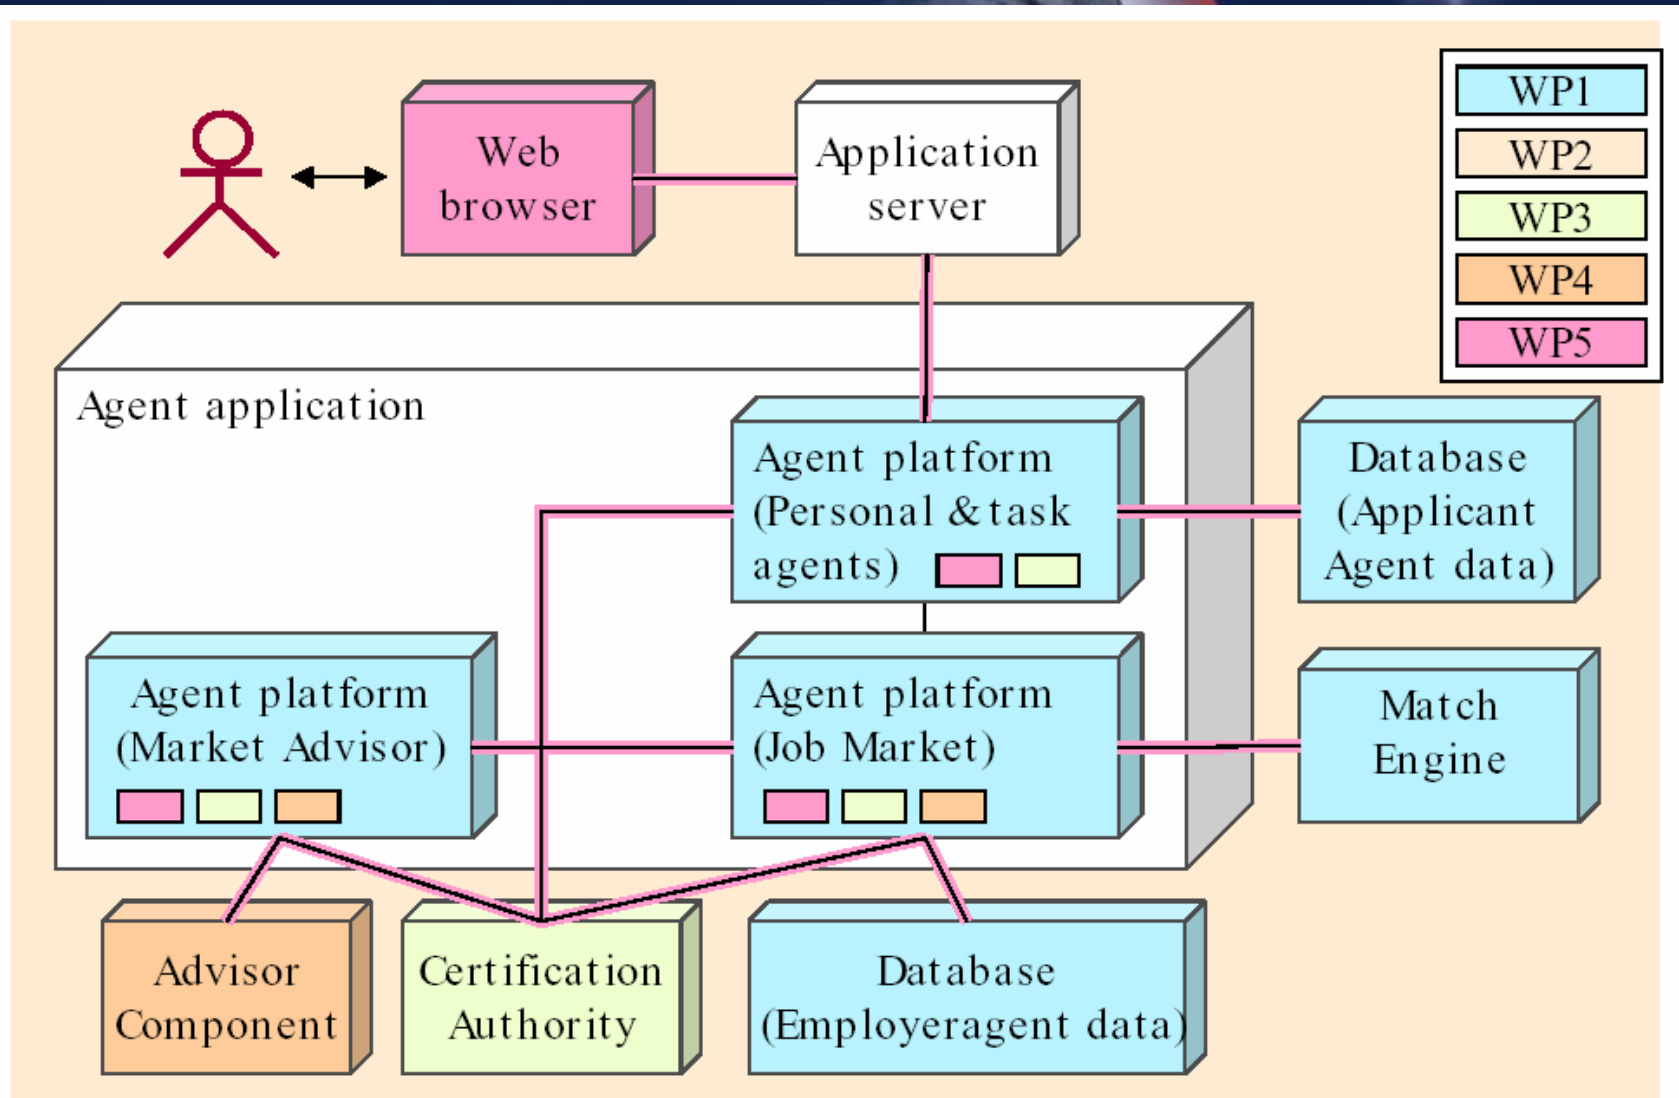 Web
browser
Application
server
WP1
WP2
WP3
WP4
WP5
Agent application
Agent platform
(Personal & task
agents)
Database
(Applicant
Agent data)
Agent platform
(Market Advisor)
Agent platform
(Job Market)
Match
Engine
Advisor
Component
Certification
Authority
Database
(Employeragent data)